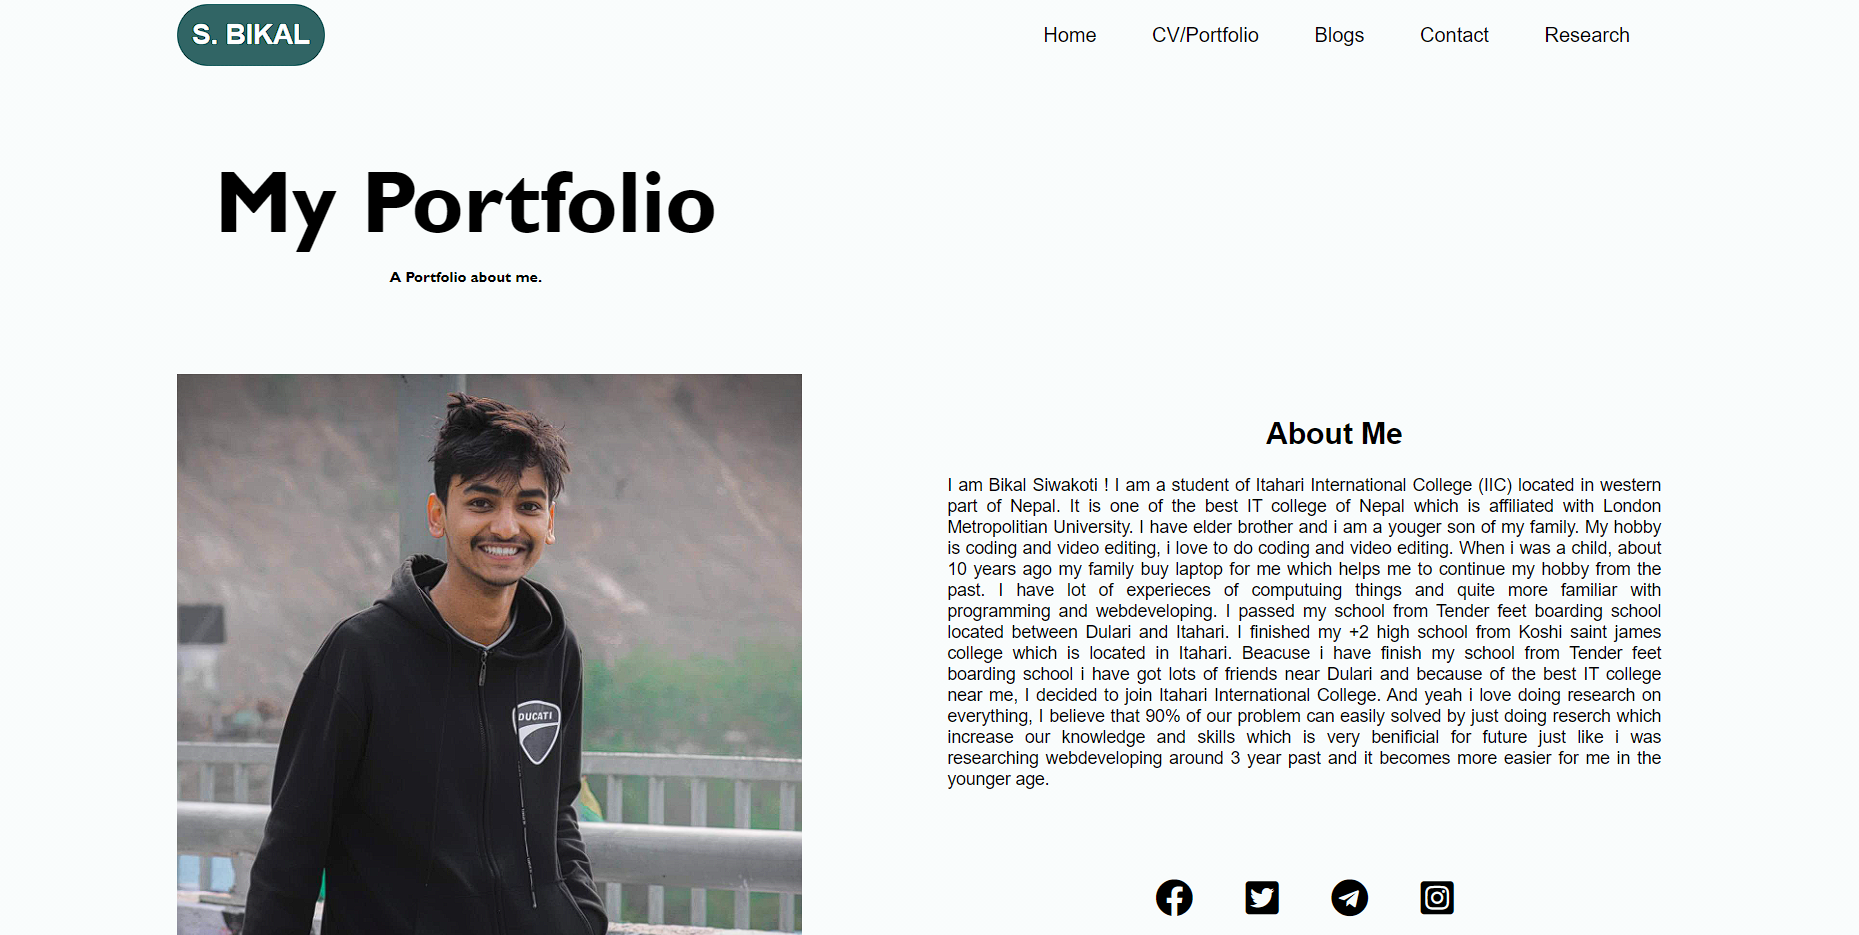 S. BIKAL
Home
CV/Portfolio
Blogs
Contact
Research
My Portfolio
A Portfolio about me.
DUCATI
About Me
I am Bikal Siwakoti ! I am a student of Itahari International College (IIC) located in western
part of Nepal. It is one of the best IT college of Nepal which is affiliated with London
Metropolitian University. I have elder brother and i am a youger son of my family. My hobby
is coding and video editing, i love to do coding and video editing. When i was a child, about
10 years ago my family buy laptop for me which helps me to continue my hobby from the
past. I have lot of experieces of computuing things and quite more familiar with
programming and webdeveloping. I passed my school from Tender feet boarding school
located between Dulari and Itahari. I finished my +2 high school from Koshi saint james
college which is located in Itahari. Beacuse i have finish my school from Tender feet
boarding school i have got lots of friends near Dulari and because of the best IT college
near me, I decided to join Itahari International College. And yeah i love doing research on
everything, I believe that 90% of our problem can easily solved by just doing reserch which
increase our knowledge and skills which is very benificial for future just like i was
researching webdeveloping around 3 year past and it becomes more easier for me in the
younger age.